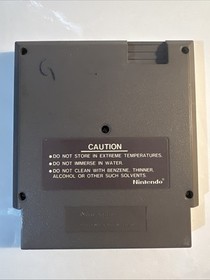 CAUTION
•DO NOT STORE IN EXTREME TEMPERATURES.
•DO NOT IMMERSE IN WATER.
•DO NOT CLEAN WITH BENZENE, THINNER,
ALCOHOL OR OTHER SUCH SOLVENTS.
Nintendo